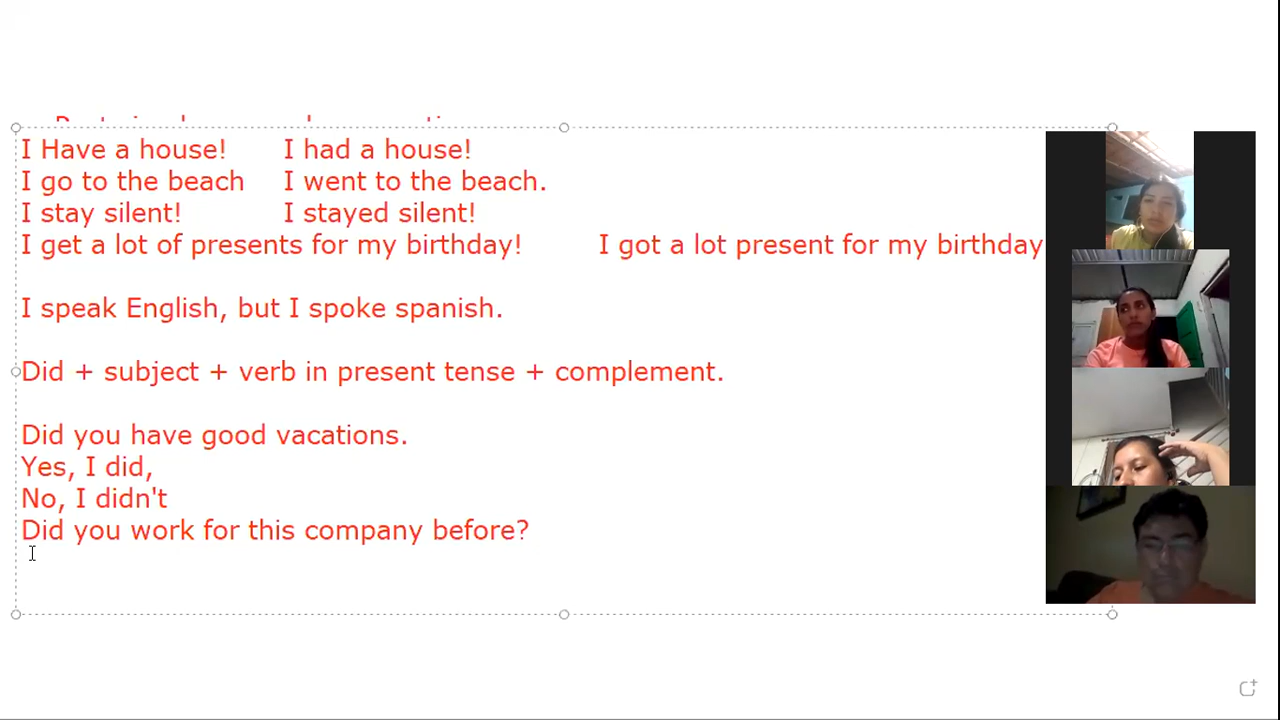 I Have a house! I had a house!
I go to the beach I went to the beach.
I stay silent! I stayed silent!
I get a lot of presents for my birthday! I got a lot present for my birthday
I speak English, but I spoke spanish.
Did + subject + verb in present tense + complement.
Did you have good vacations.
Yes, I did,
No, I didn't
Did you work for this company before?